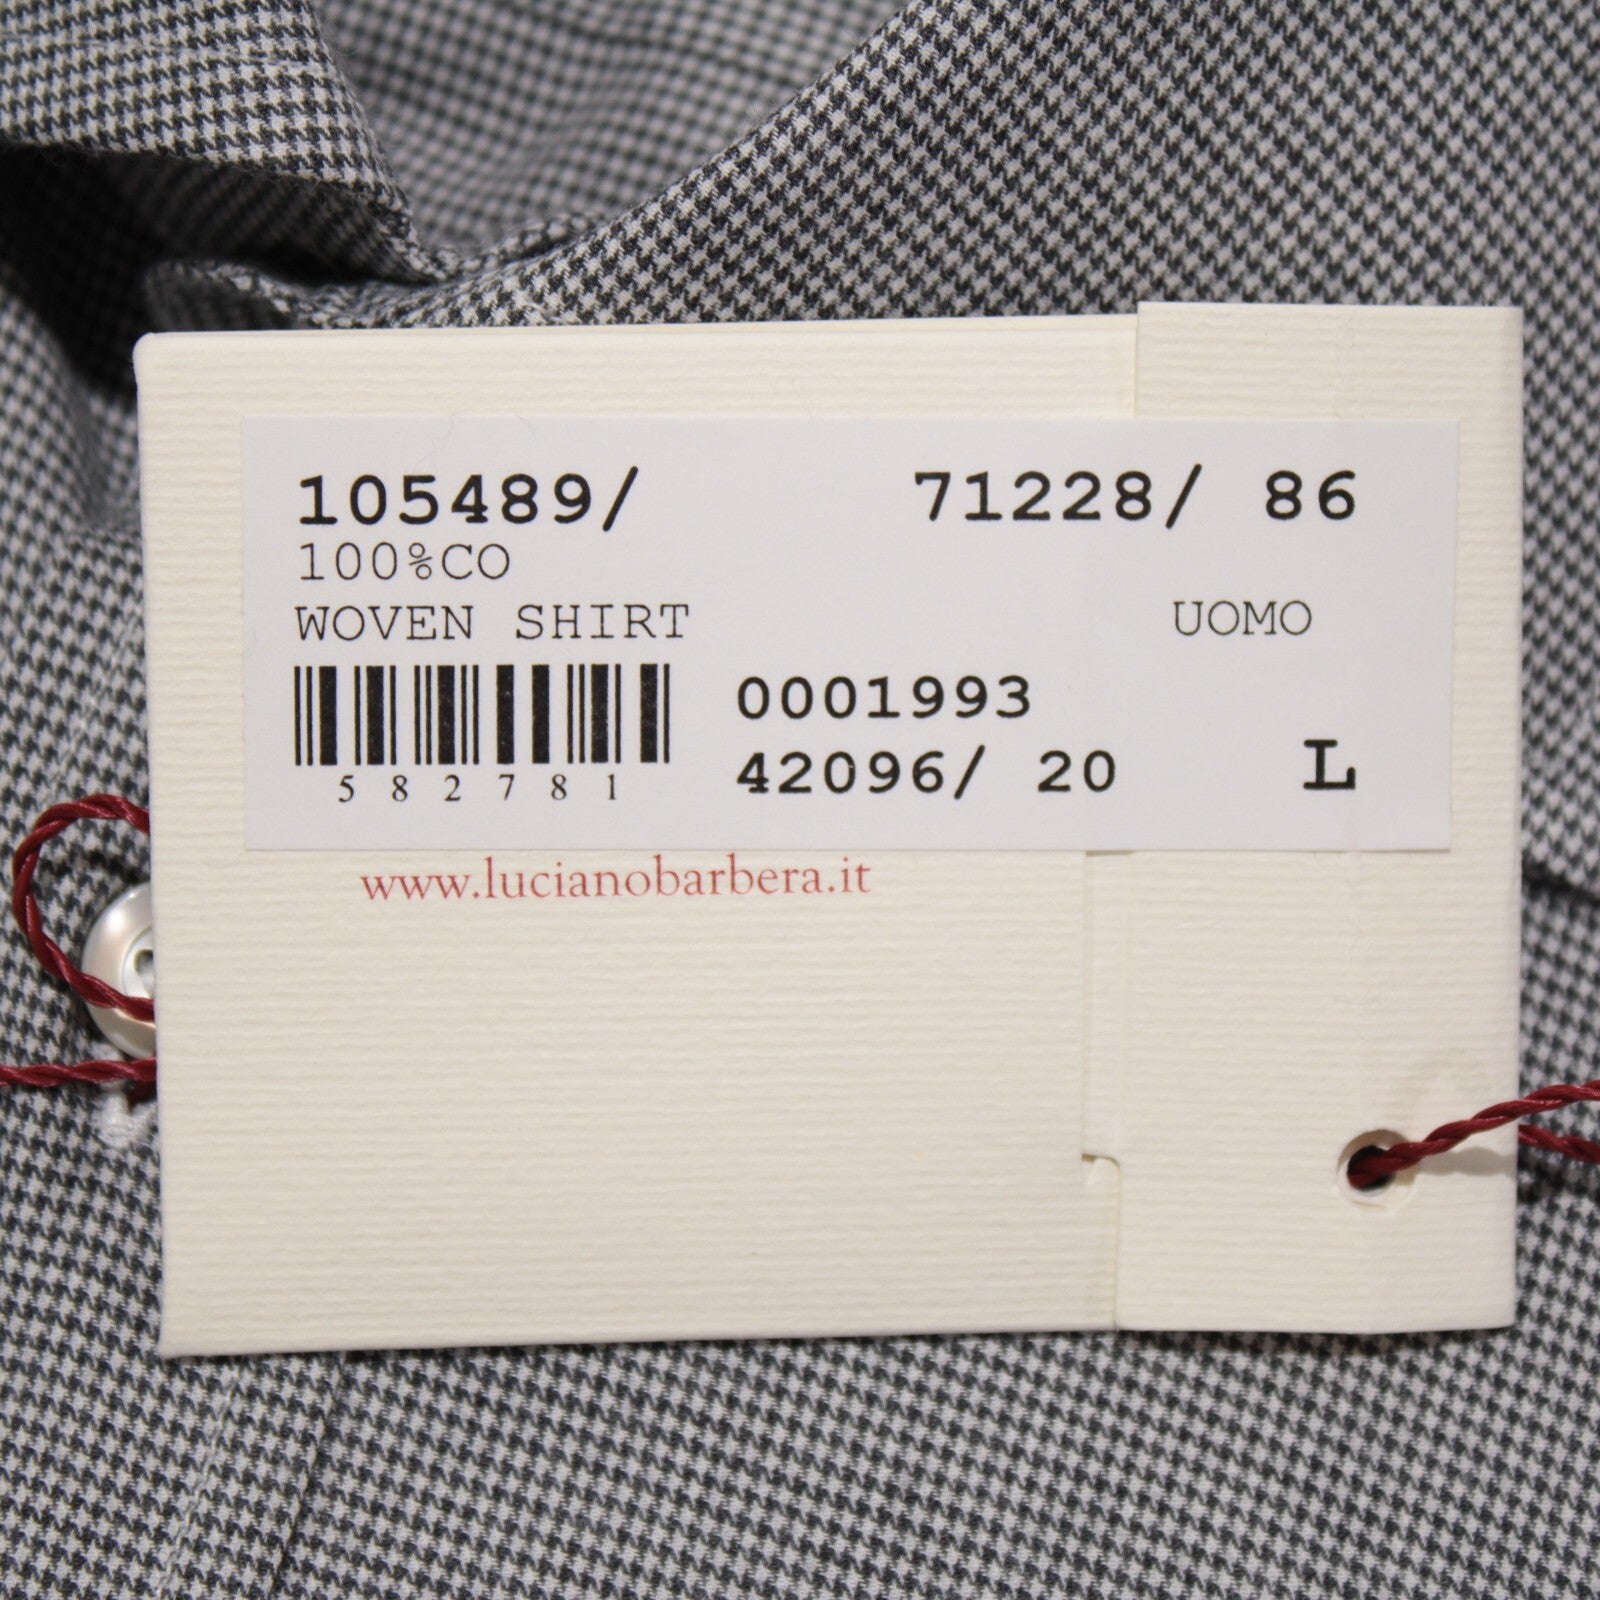 105489/ 71228/ 86
100%CO
WOVEN SHIRT UOMO
0001993
582781 42096/ 20 L
www.lucianobarbera.it